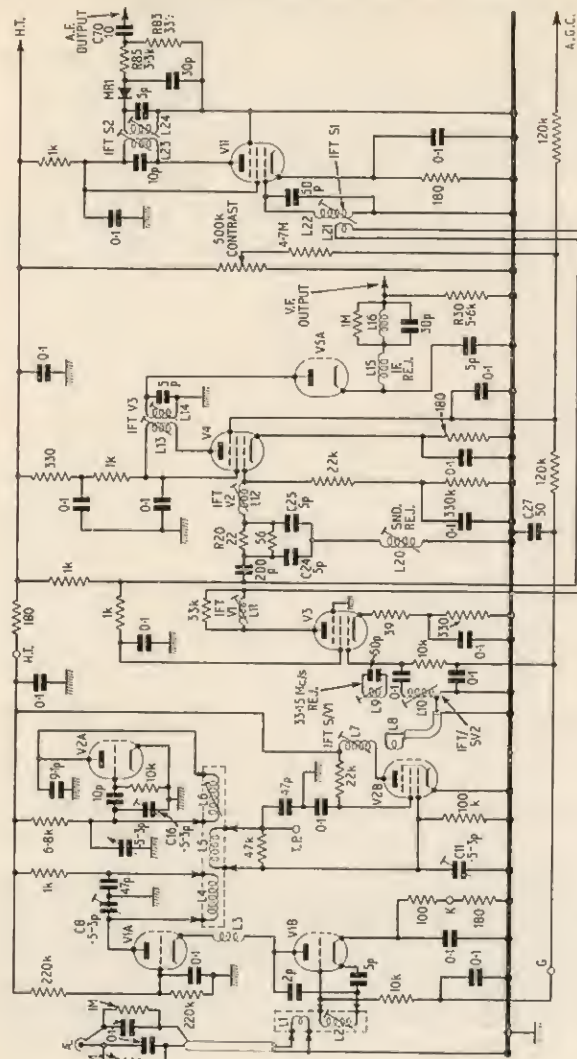 Æ
1M
0·1
220k
220k
V1A
C8
·5-3p
47p
1k
6·8k
·5-3p
10p
C16
·5-3p
10k
V2A
0·1
H.T.
180
L1
L2
2p
5p
V1B
L3
L4
L5
L6
47k
T.P.
47p
0·1
22k
IFT S/V1
L7
L8
V2B
100
k
C11
·5-3p
10k
0·1
0·1
100
K
180
G
33·15 Mc/s
REJ.
L9
50p
0·1
L10
IFT/
SV2
10k
0·1
V3
39
330
0·1
1k
0·1
1k
33k
IFT
V1
L11
200
p
R20
22
56
C24
5p
C25
5p
IFT
V2
L12
L20
SND. REJ.
0·1
330k
22k
C27
50
120k
V4
0·1
180
0·1
330
1k
0·1
0·1
0·1
IFT V3
L13
L14
5
p
V5A
L15
I.F.
REJ.
1M
L16
30p
V.F.
OUTPUT
R30
5·6k
5p
500k
CONTRAST
4·7M
L22
L21
50
p
IFT S1
V11
180
0·1
0·1
1k
10p
IFT S2
L23
L24
5p
MR1
30p
R85
3·3k
R83
C70
10
A.F.
OUTPUT
H.T.
120k
A.G.C.